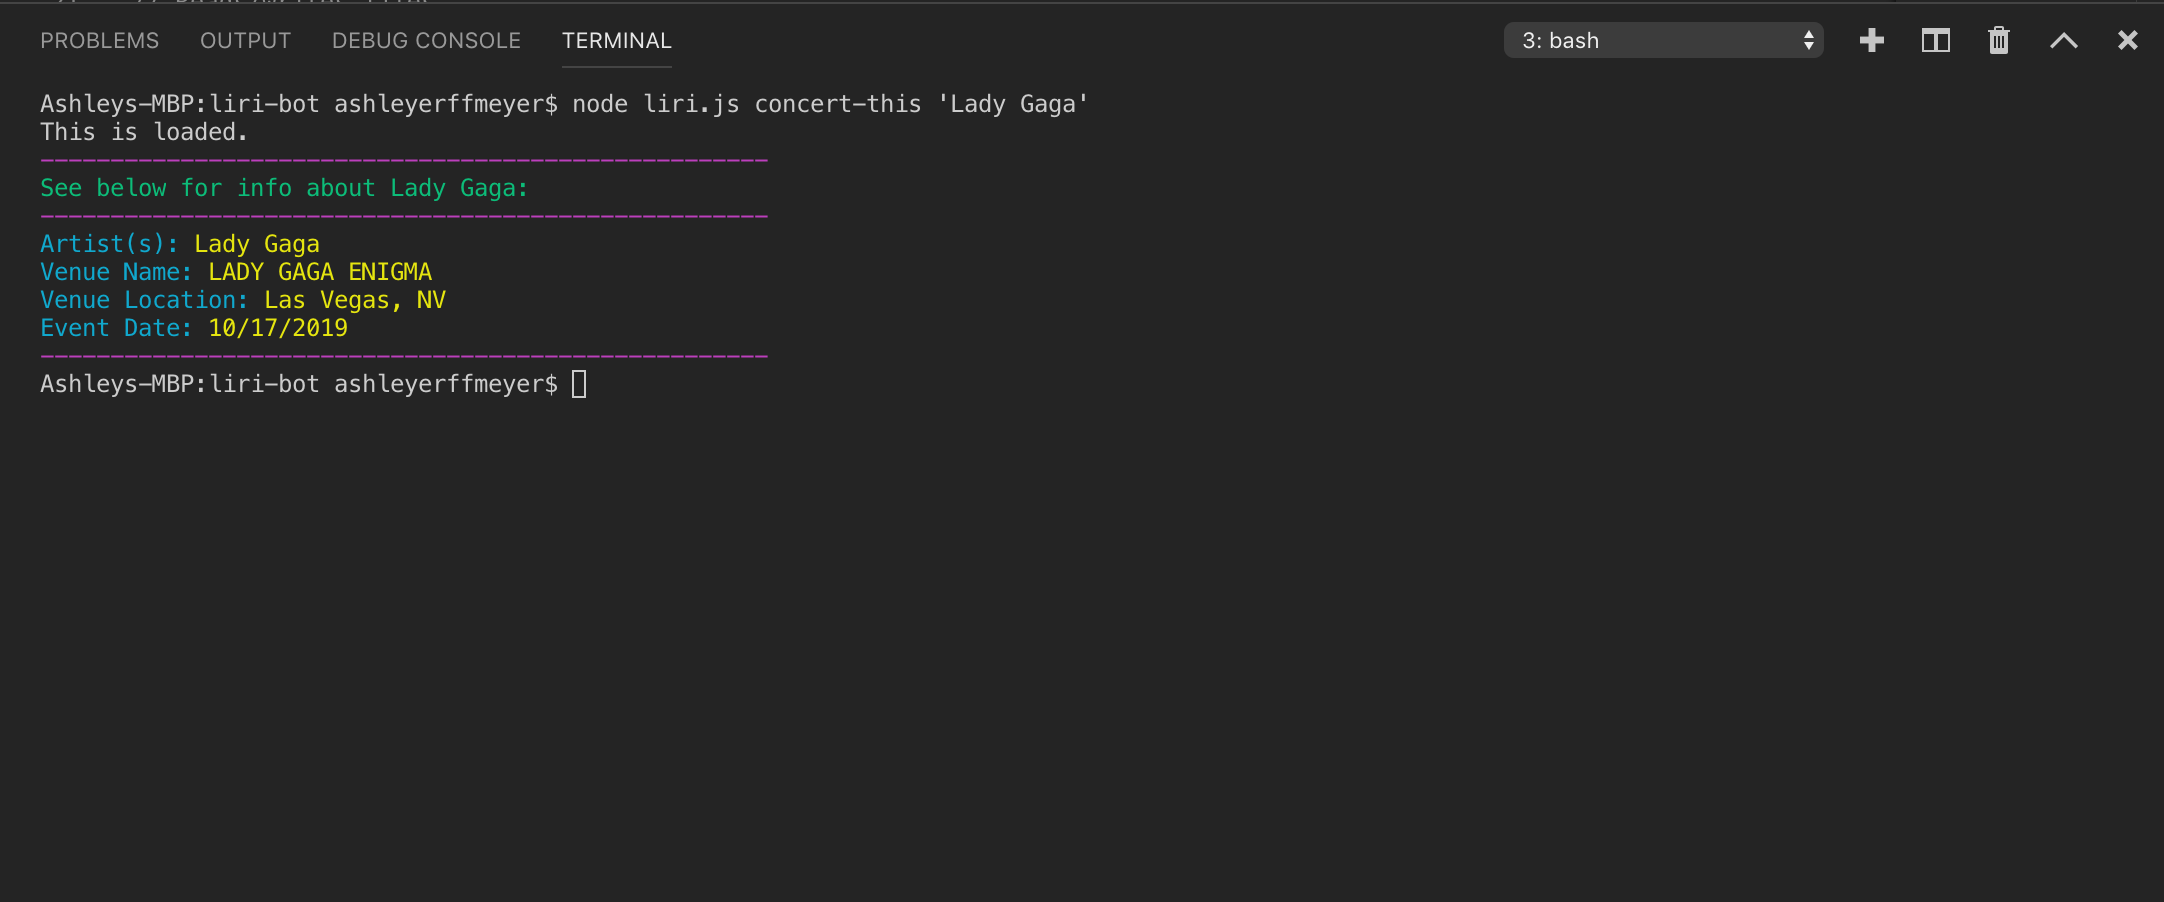 PROBLEMS OUTPUT DEBUG CONSOLE TERMINAL 3: bash
Ashleys-MBP:liri-bot ashleyerffmeyer$ node liri.js concert-this 'Lady Gaga'
This is loaded.
----------------------------------------------------
See below for info about Lady Gaga:
----------------------------------------------------
Artist(s): Lady Gaga
Venue Name: LADY GAGA ENIGMA
Venue Location: Las Vegas, NV
Event Date: 10/17/2019
----------------------------------------------------
Ashleys-MBP:liri-bot ashleyerffmeyer$